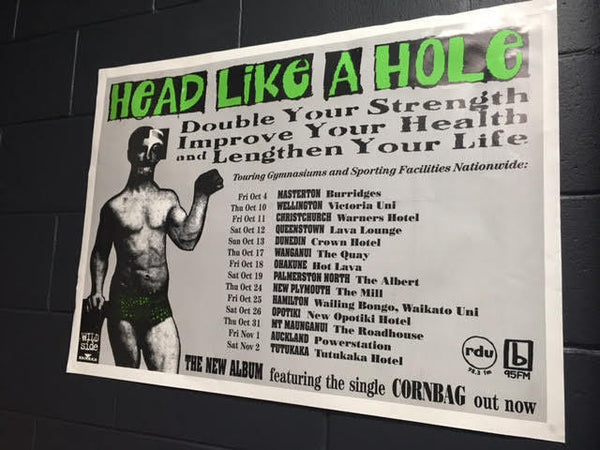 HEAD LIKE A HOLE
Double Your Strength
Improve Your Health
and Lengthen Your Life
Touring Gymnasiums and Sporting Facilities Nationwide:
Fri Oct 4 MASTERTON Burridges
Thu Oct 10 WELLINGTON Victoria Uni
Fri Oct 11 CHRISTCHURCH Warners Hotel
Sat Oct 12 QUEENSTOWN Lava Lounge
Sun Oct 13 DUNEDIN Crown Hotel
Thu Oct 17 WANGANUI The Quay
Fri Oct 18 OHAKUNE Hot Lava
Sat Oct 19 PALMERSTON NORTH The Albert
Thu Oct 24 NEW PLYMOUTH The Mill
Fri Oct 25 HAMILTON Wailing Bongo, Waikato Uni
Sat Oct 26 OPOTIKI New Opotiki Hotel
Thu Oct 31 MT MAUNGANUI The Roadhouse
Fri Nov 1 AUCKLAND Powerstation
Sat Nov 2 TUTUKAKA Tutukaka Hotel
wild
side
rdu
98.3 fm
b
95FM
THE NEW ALBUM featuring the single CORNBAG out now